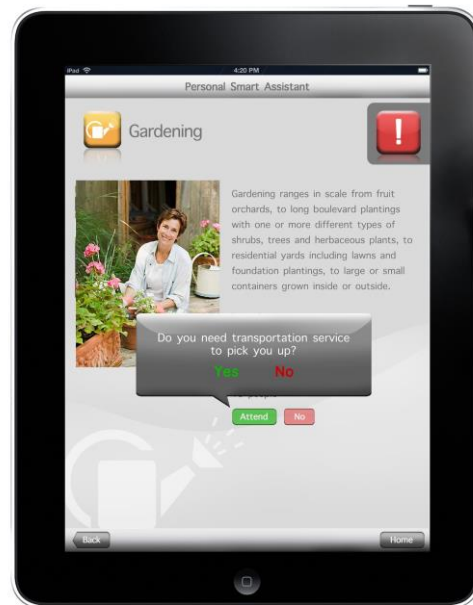 iPad
4:20 PM
Personal Smart Assistant
Gardening
!
Gardening ranges in scale from fruit
orchards, to long boulevard plantings
with one or more different types of
shrubs, trees and herbaceous plants, to
residential yards including lawns and
foundation plantings, to large or small
containers grown inside or outside.
Do you need transportation service
to pick you up?
Yes No
people
Attend No
Back Home